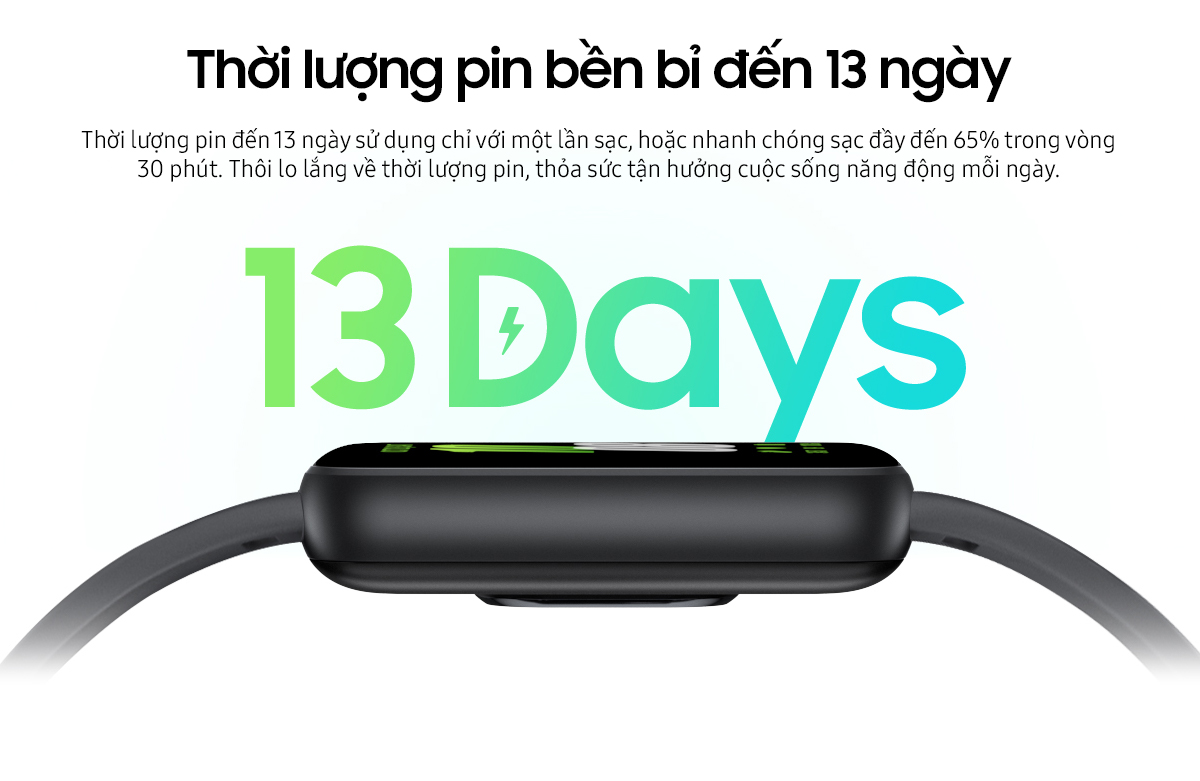 Thời lượng pin bền bỉ đến 13 ngày
Thời lượng pin đến 13 ngày sử dụng chỉ với một lần sạc, hoặc nhanh chóng sạc đầy đến 65% trong vòng
30 phút. Thôi lo lắng về thời lượng pin, thỏa sức tận hưởng cuộc sống năng động mỗi ngày.
13 Days